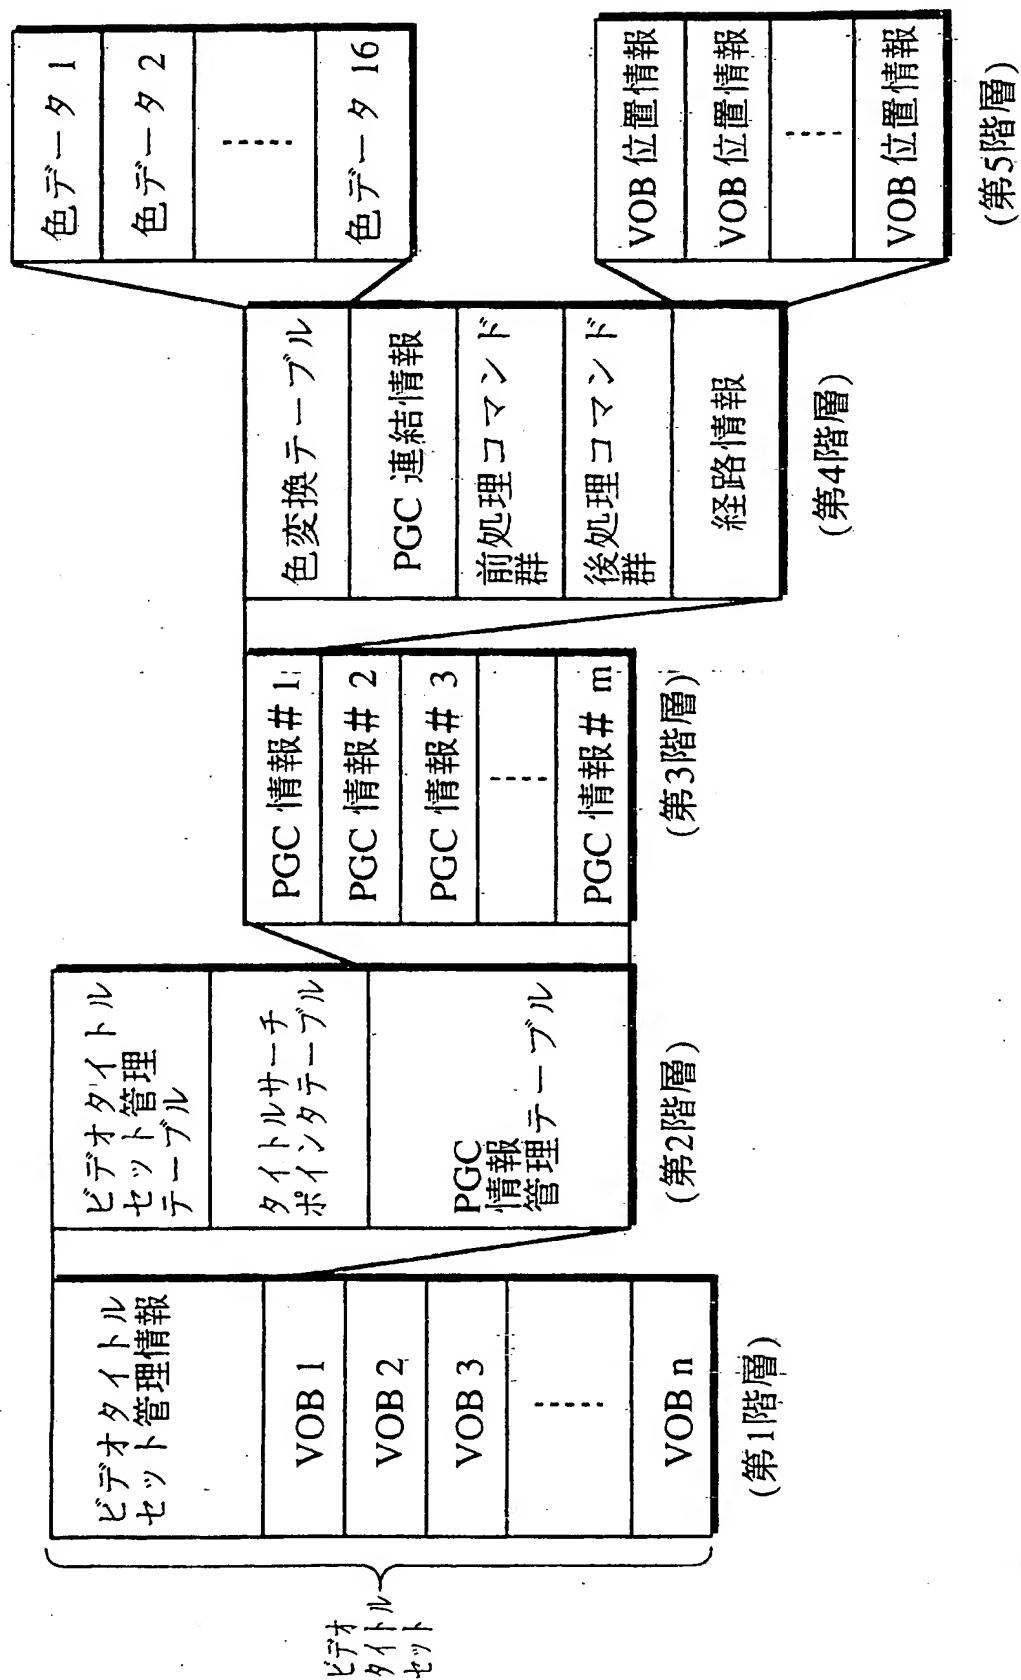 ビデオ
タイトル
セット
ビデオタイトル
セット管理情報
VOB 1
VOB 2
VOB 3
VOB n
(第1階層)
ビデオタイトル
セット管理
テーブル
タイトルサーチ
ポインタテーブル
PGC
情報
管理テーブル
(第2階層)
PGC 情報# 1
PGC 情報# 2
PGC 情報# 3
PGC 情報# m
(第3階層)
色変換テーブル
PGC 連結情報
前処理コマンド
群
後処理コマンド
群
経路情報
(第4階層)
色データ 1
色データ 2
色データ 16
VOB 位置情報
VOB 位置情報
VOB 位置情報
(第5階層)